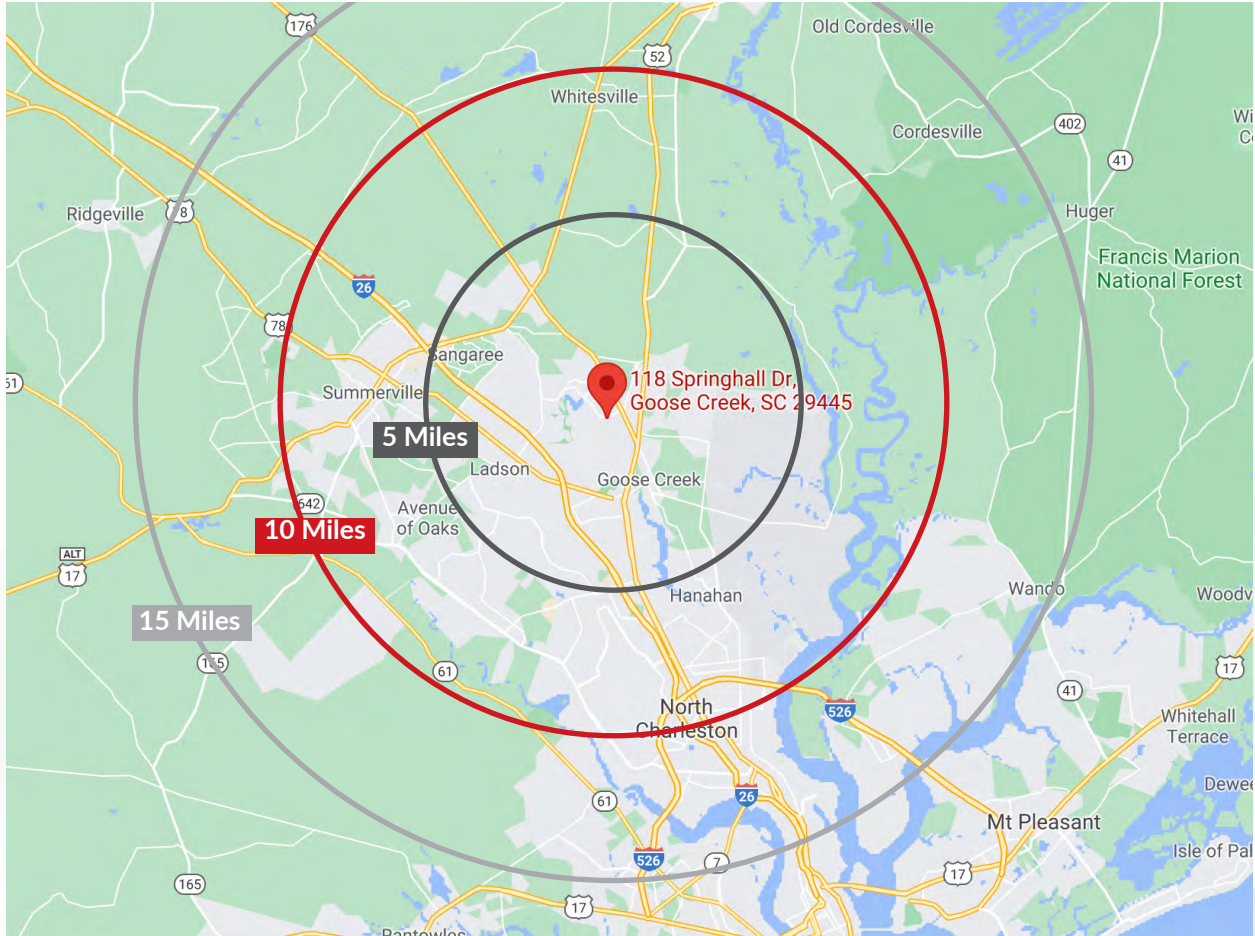 176
Old Cordesville
52
Whitesville
402
Cordesville
41
Ridgeville
78
Huger
Francis Marion
National Forest
26
78
Sangaree
61
Summerville
118 Springhall Dr,
Goose Creek, SC 29445
5 Miles
Ladson
Goose Creek
642
Avenue
of Oaks
10 Miles
ALT
17
Hanahan
Wando
15 Miles
165
61
17
41
North
Charleston
526
Whitehall
Terrace
26
61
Mt Pleasant
526
7
17
Isle of Pal
165
17